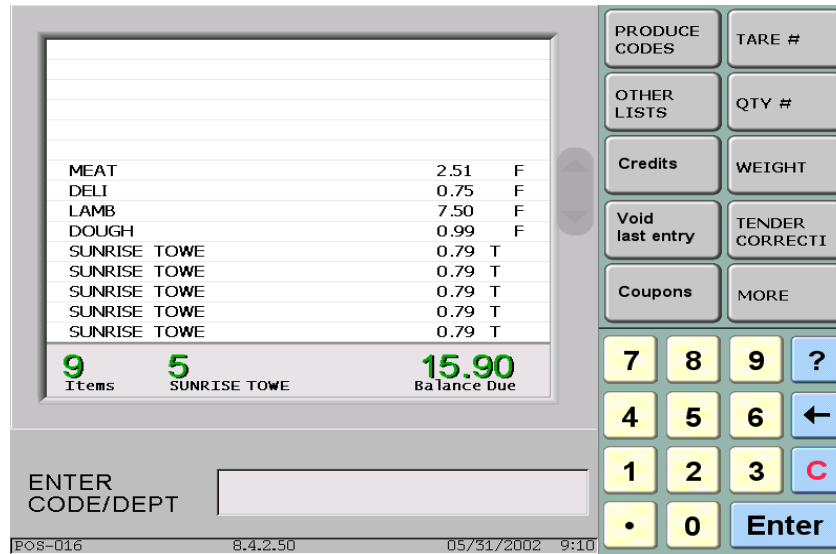 MEAT 2.51 F
DELI 0.75 F
LAMB 7.50 F
DOUGH 0.99 F
SUNRISE TOWE 0.79 T
SUNRISE TOWE 0.79 T
SUNRISE TOWE 0.79 T
SUNRISE TOWE 0.79 T
SUNRISE TOWE 0.79 T
9 5 15.90
Items SUNRISE TOWE Balance Due
ENTER
CODE/DEPT
POS-016 8.4.2.50 05/31/2002 9:10
PRODUCE
CODES
TARE #
OTHER
LISTS
QTY #
Credits
WEIGHT
Void
last entry
TENDER
CORRECTI
Coupons
MORE
7 8 9 ?
4 5 6 ←
1 2 3 C
• 0 Enter